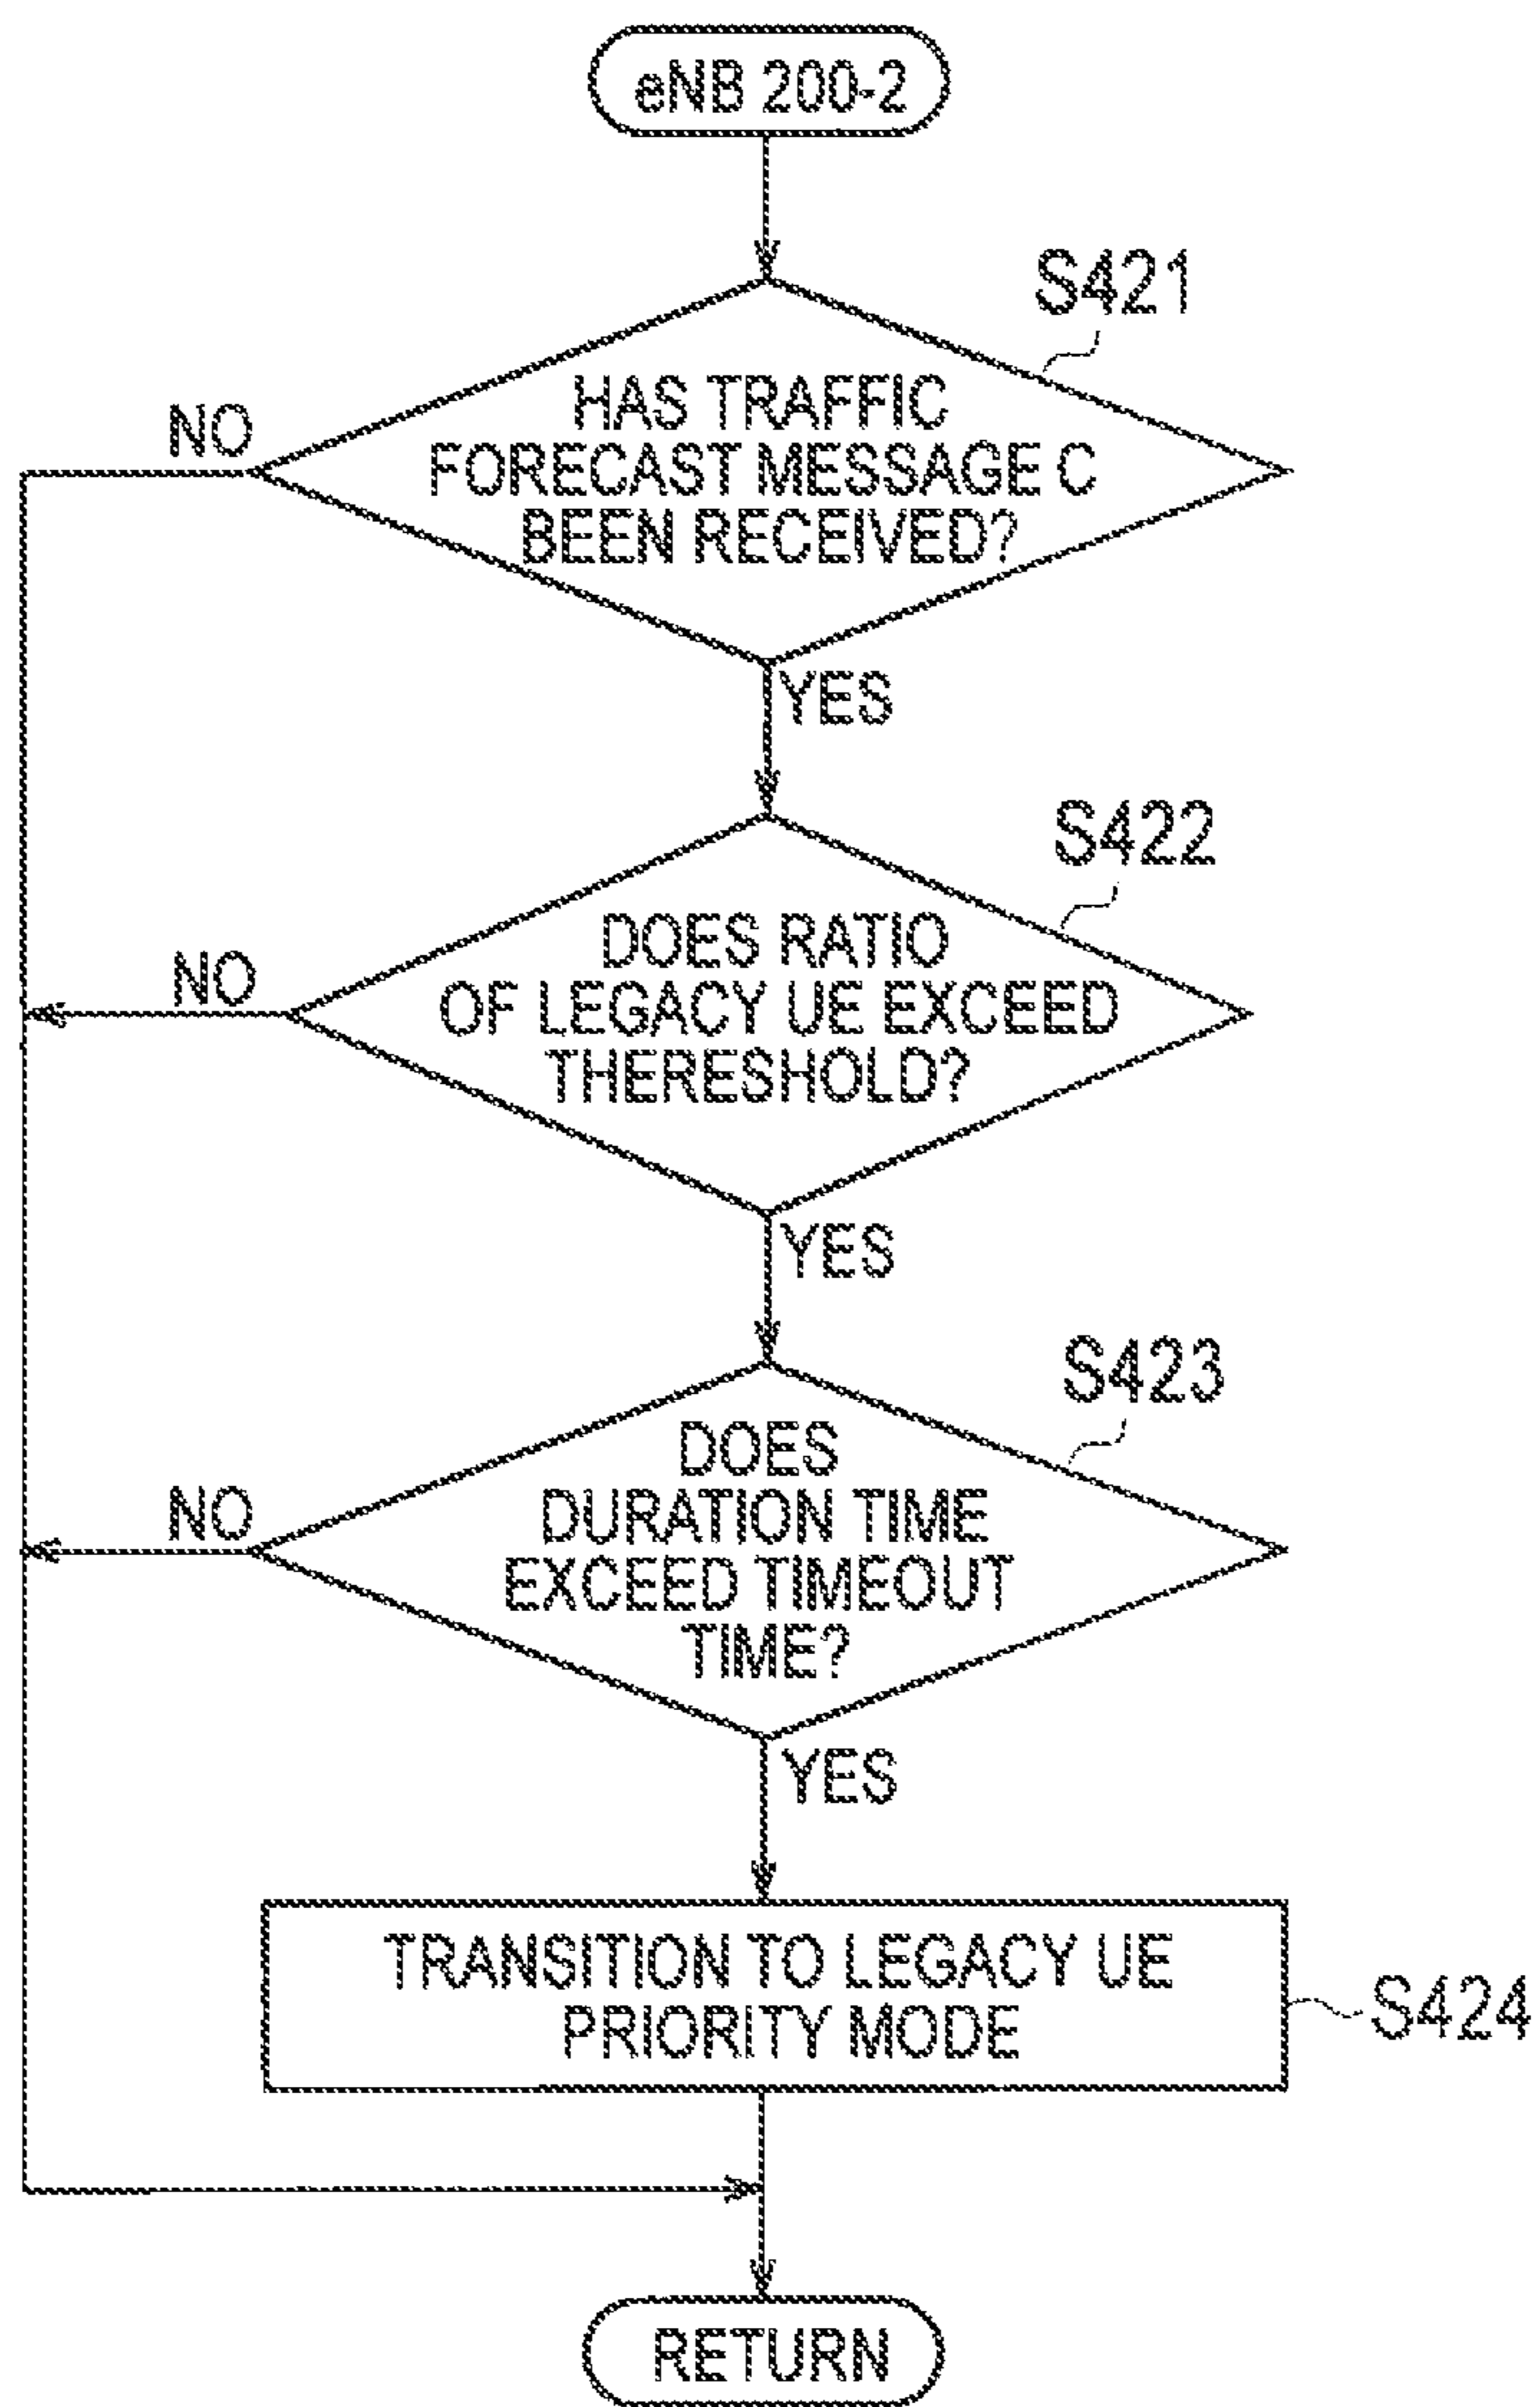 eNB 200-2
S421
HAS TRAFFIC
FORECAST MESSAGE C
BEEN RECEIVED?
NO
YES
S422
DOES RATIO
OF LEGACY UE EXCEED
THERESHOLD?
NO
YES
S423
DOES
DURATION TIME
EXCEED TIMEOUT
TIME?
NO
YES
TRANSITION TO LEGACY UE
PRIORITY MODE
S424
RETURN